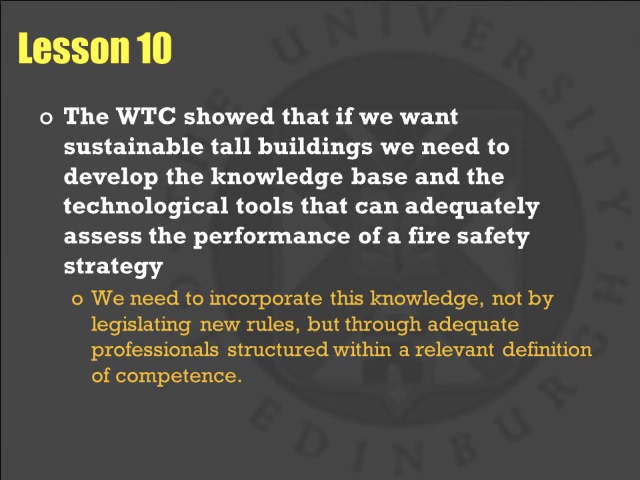 Lesson 10
o The WTC showed that if we want
sustainable tall buildings we need to
develop the knowledge base and the
technological tools that can adequately
assess the performance of a fire safety
strategy
o We need to incorporate this knowledge, not by
legislating new rules, but through adequate
professionals structured within a relevant definition
of competence.
UNIVERSITY
EDINBURGH